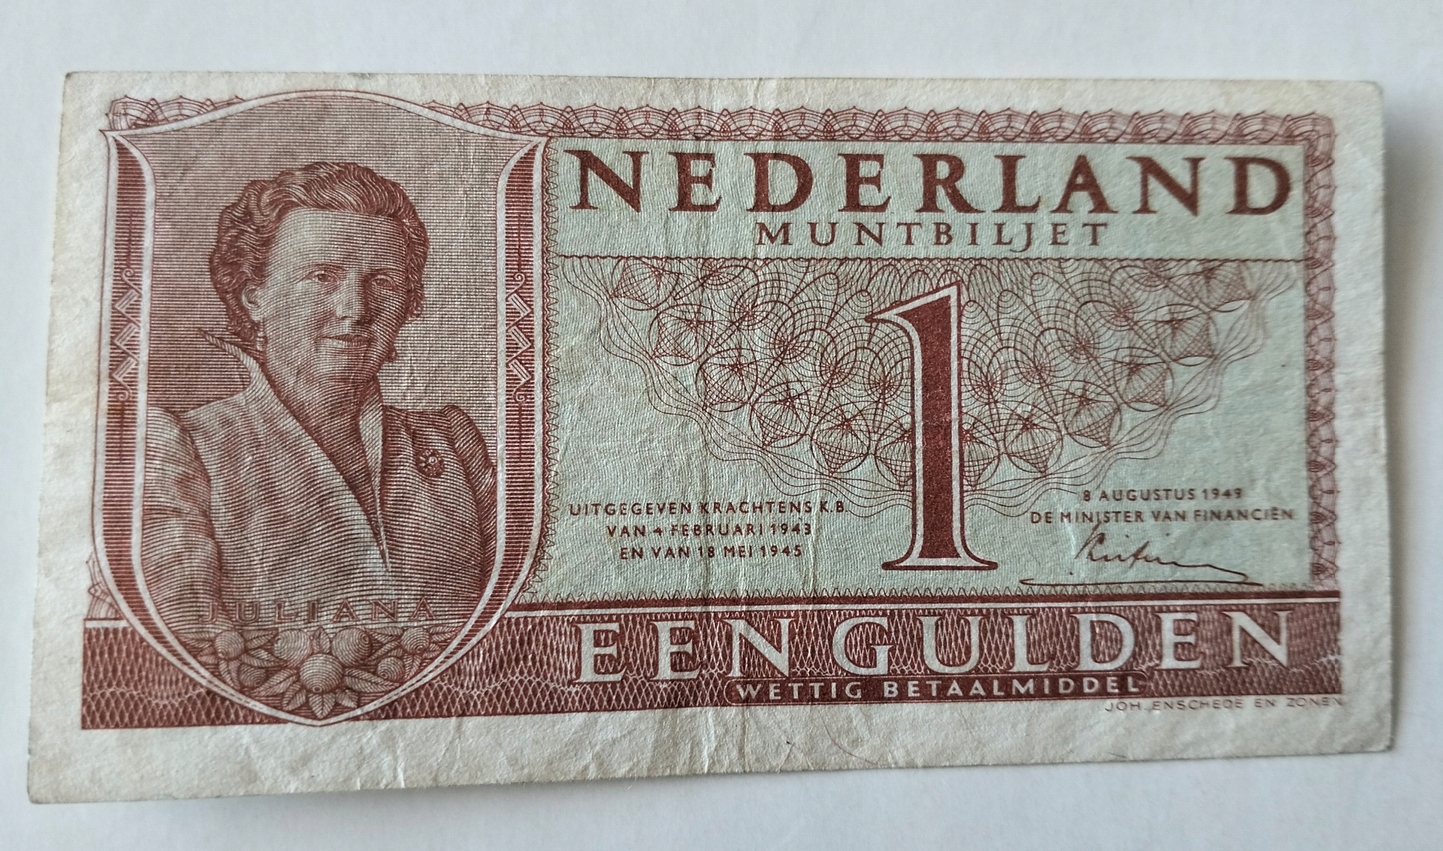 NEDERLAND
MUNTBILJET
1
UITGEGEVEN KRACHTENS K.B.
VAN 4 FEBRUARI 1943
EN VAN 18 MEI 1945
8 AUGUSTUS 1949
DE MINISTER VAN FINANCIËN
JULIANA
EEN GULDEN
WETTIG BETAALMIDDEL
JOH. ENSCHEDE EN ZONEN